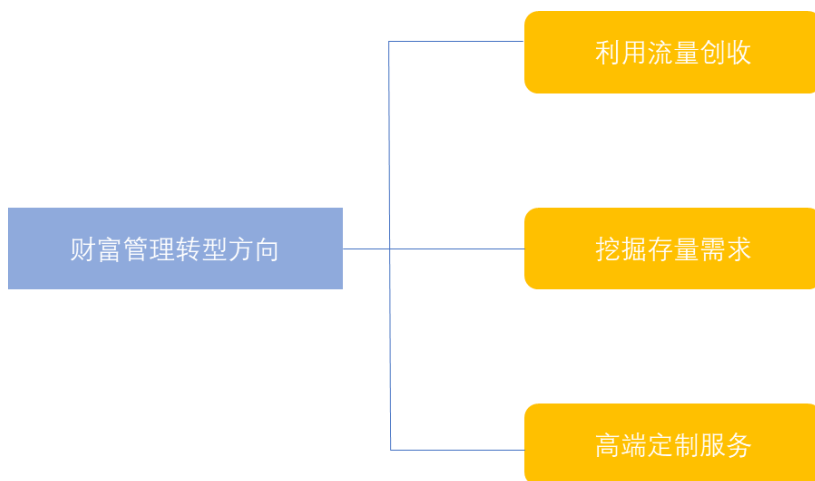 利用流量创收
财富管理转型方向
挖掘存量需求
高端定制服务